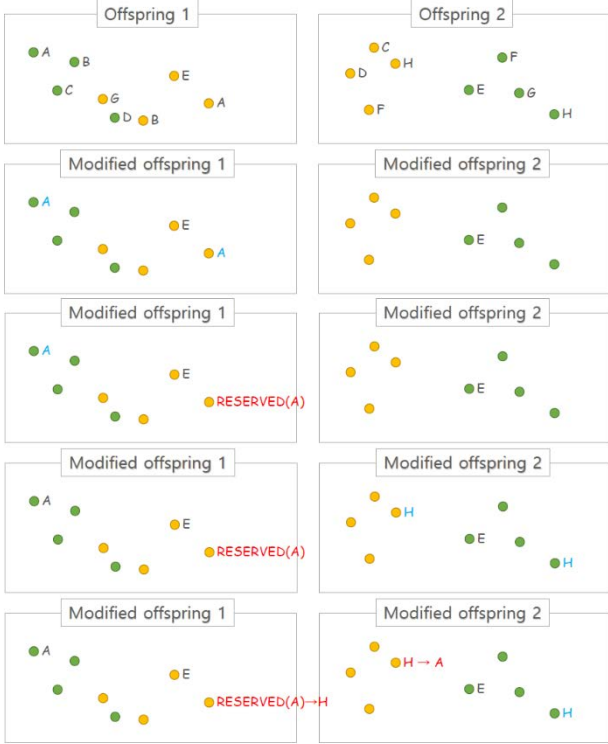 Offspring 1
A
B
C
G
D
B
E
A
Offspring 2
C
H
D
F
F
E
G
H
Modified offspring 1
A
E
A
Modified offspring 2
E
Modified offspring 1
A
E
RESERVED(A)
Modified offspring 2
E
Modified offspring 1
A
E
RESERVED(A)
Modified offspring 2
H
E
H
Modified offspring 1
A
E
RESERVED(A)→H
Modified offspring 2
H → A
E
H